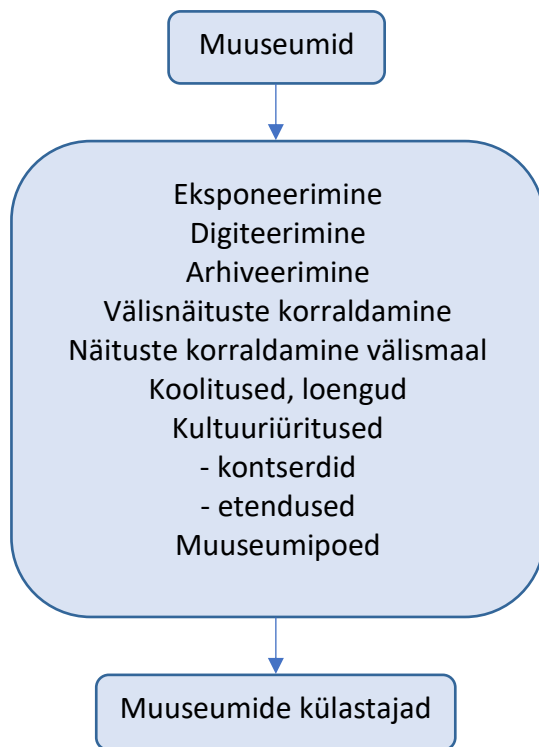 Muuseumid
Eksponeerimine
Digiteerimine
Arhiveerimine
Välisnäituste korraldamine
Näituste korraldamine välismaal
Koolitused, loengud
Kultuuriüritused
- kontserdid
- etendused
Muuseumipoed
Muuseumide külastajad